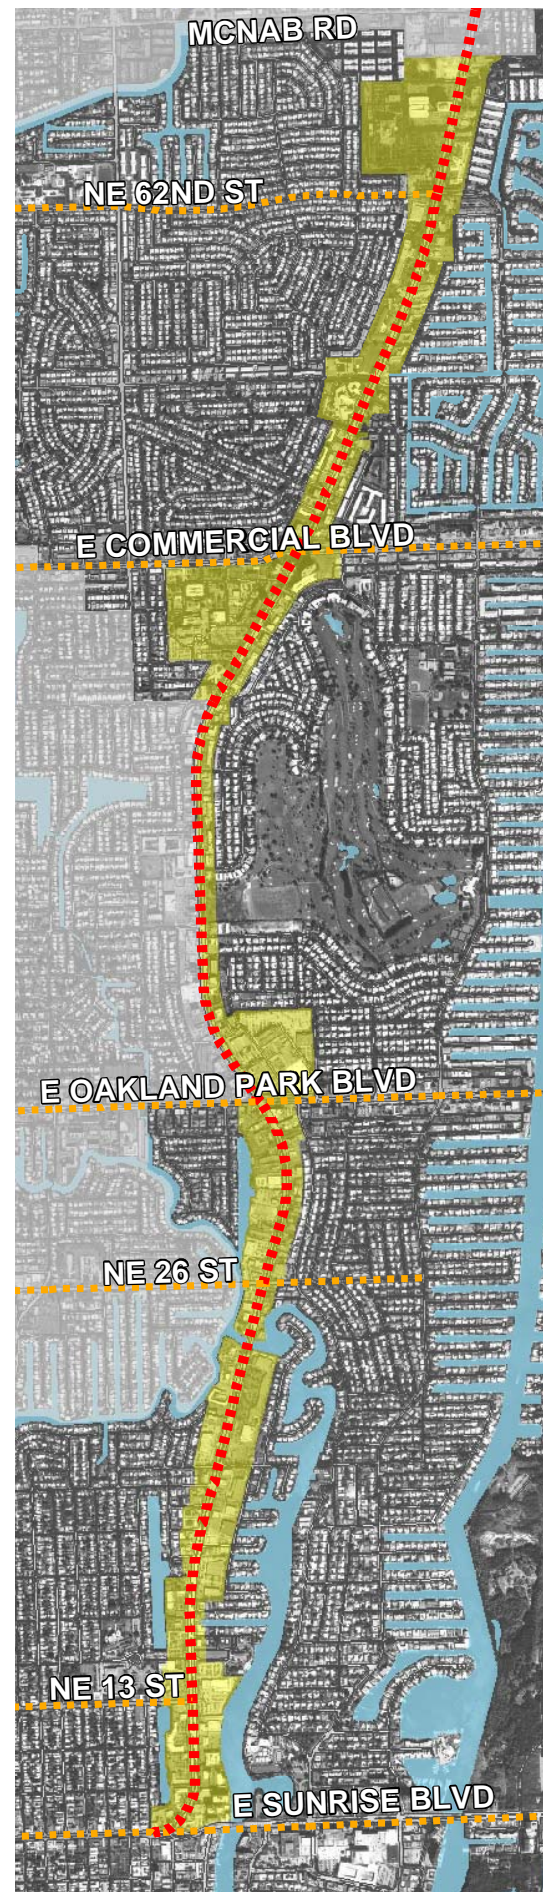 MCNAB RD
NE 62ND ST
E COMMERCIAL BLVD
E OAKLAND PARK BLVD
NE 26 ST
NE 13 ST
E SUNRISE BLVD